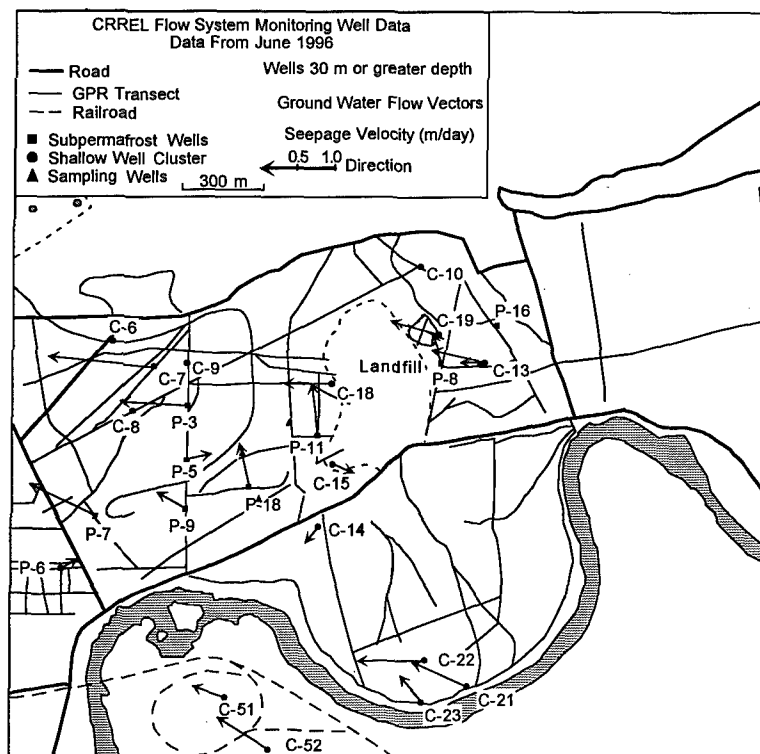 CRREL Flow System Monitoring Well Data
Data From June 1996
Road
Wells 30 m or greater depth
GPR Transect
Railroad
Ground Water Flow Vectors
Subpermafrost Wells
Seepage Velocity (m/day)
Shallow Well Cluster
0.5 1.0 Direction
Sampling Wells
300 m
C-10
C-6
C-19
P-16
C-9
Landfill
C-7
C-18
P-8
C-13
P-3
C-8
P-11
P-5
C-15
P-18
P-9
P-7
C-14
P-6
C-22
C-51
C-23
C-21
C-52